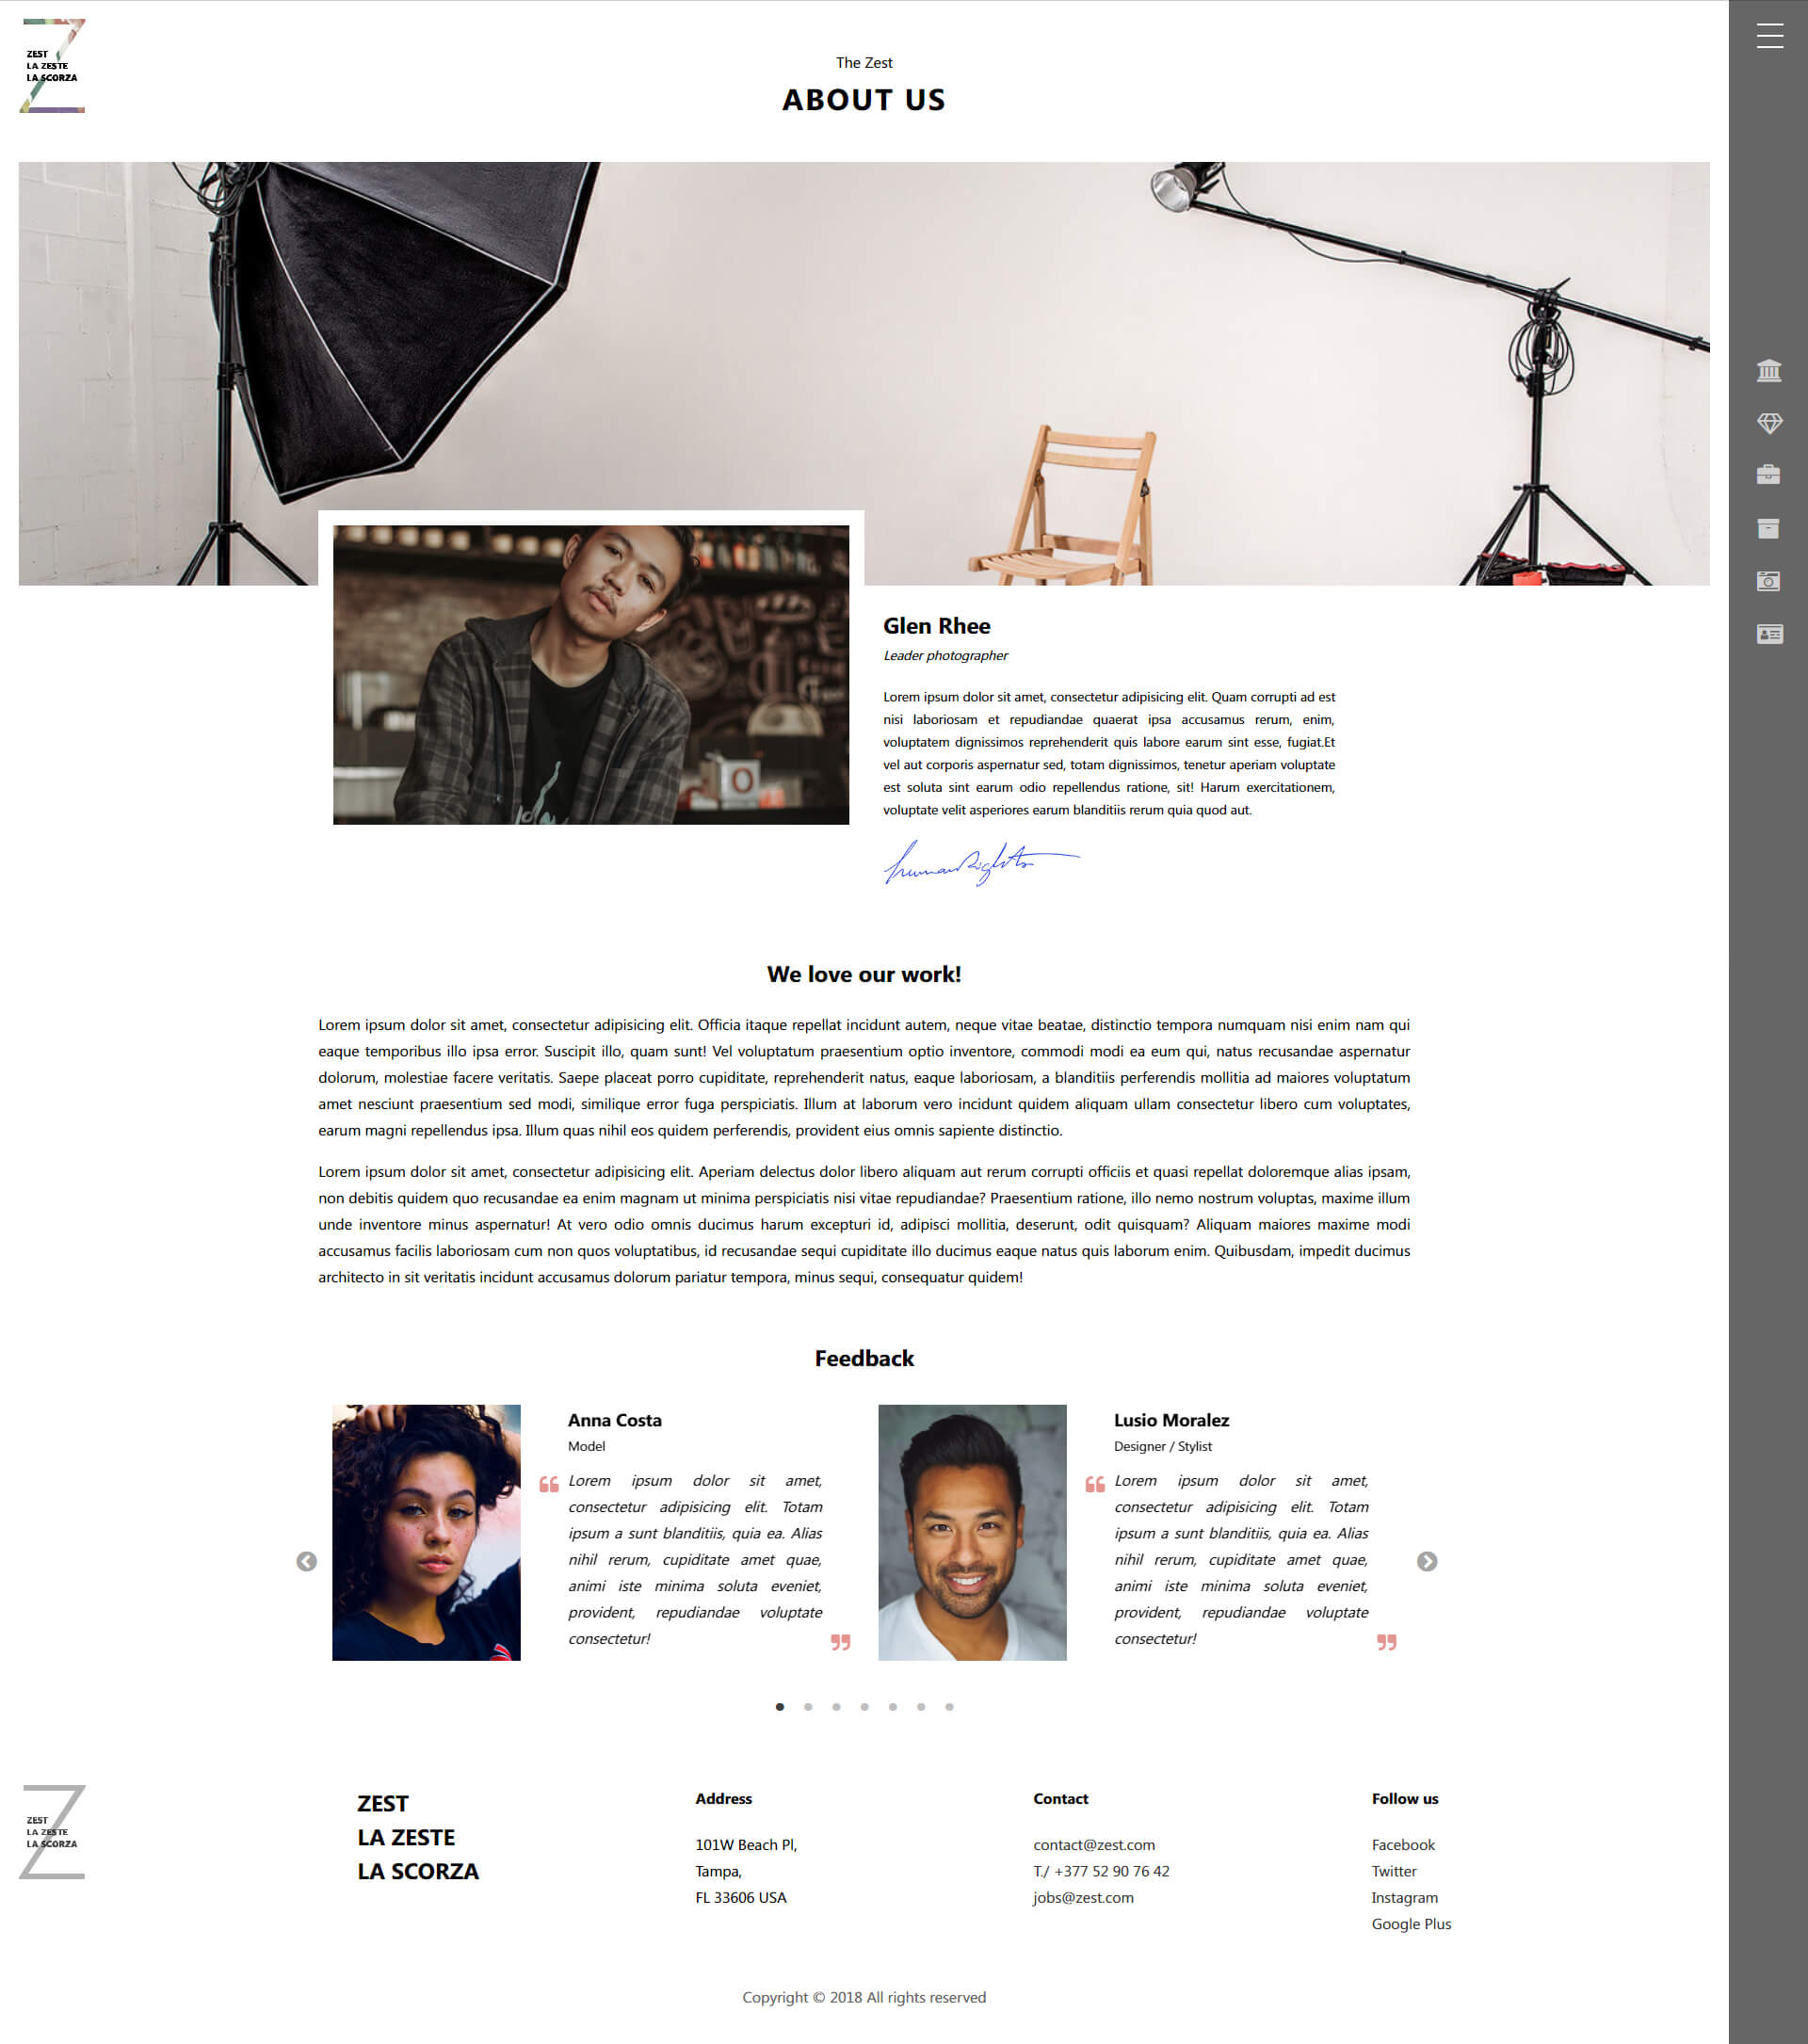 ZEST
LA ZESTE
LA SCORZA
The Zest
ABOUT US
Glen Rhee
Leader photographer
Lorem ipsum dolor sit amet, consectetur adipisicing elit. Quam corrupti ad est
nisi laboriosam et repudiandae quaerat ipsa accusamus rerum, enim,
voluptatem dignissimos reprehenderit quis labore earum sint esse, fugiat.Et
vel aut corporis aspernatur sed, totam dignissimos, tenetur aperiam voluptate
est soluta sint earum odio repellendus ratione, sit! Harum exercitationem,
voluptate velit asperiores earum blanditiis rerum quia quod aut.
We love our work!
Lorem ipsum dolor sit amet, consectetur adipisicing elit. Officia itaque repellat incidunt autem, neque vitae beatae, distinctio tempora numquam nisi enim nam qui
eaque temporibus illo ipsa error. Suscipit illo, quam sunt! Vel voluptatum praesentium optio inventore, commodi modi ea eum qui, natus recusandae aspernatur
dolorum, molestiae facere veritatis. Saepe placeat porro cupiditate, reprehenderit natus, eaque laboriosam, a blanditiis perferendis mollitia ad maiores voluptatum
amet nesciunt praesentium sed modi, similique error fuga perspiciatis. Illum at laborum vero incidunt quidem aliquam ullam consectetur libero cum voluptates,
earum magni repellendus ipsa. Illum quas nihil eos quidem perferendis, provident eius omnis sapiente distinctio.
Lorem ipsum dolor sit amet, consectetur adipisicing elit. Aperiam delectus dolor libero aliquam aut rerum corrupti officiis et quasi repellat doloremque alias ipsam,
non debitis quidem quo recusandae ea enim magnam ut minima perspiciatis nisi vitae repudiandae? Praesentium ratione, illo nemo nostrum voluptas, maxime illum
unde inventore minus aspernatur! At vero odio omnis ducimus harum excepturi id, adipisci mollitia, deserunt, odit quisquam? Aliquam maiores maxime modi
accusamus facilis laboriosam cum non quos voluptatibus, id recusandae sequi cupiditate illo ducimus eaque natus quis laborum enim. Quibusdam, impedit ducimus
architecto in sit veritatis incidunt accusamus dolorum pariatur tempora, minus sequi, consequatur quidem!
Feedback
Anna Costa
Model
Lorem ipsum dolor sit amet,
consectetur adipisicing elit. Totam
ipsum a sunt blanditiis, quia ea. Alias
nihil rerum, cupiditate amet quae,
animi iste minima soluta eveniet,
provident, repudiandae voluptate
consectetur!
Lusio Moralez
Designer / Stylist
Lorem ipsum dolor sit amet,
consectetur adipisicing elit. Totam
ipsum a sunt blanditiis, quia ea. Alias
nihil rerum, cupiditate amet quae,
animi iste minima soluta eveniet,
provident, repudiandae voluptate
consectetur!
ZEST
LA ZESTE
LA SCORZA
ZEST
LA ZESTE
LA SCORZA
Address
101W Beach Pl,
Tampa,
FL 33606 USA
Contact
contact@zest.com
T./ +377 52 90 76 42
jobs@zest.com
Follow us
Facebook
Twitter
Instagram
Google Plus
Copyright © 2018 All rights reserved